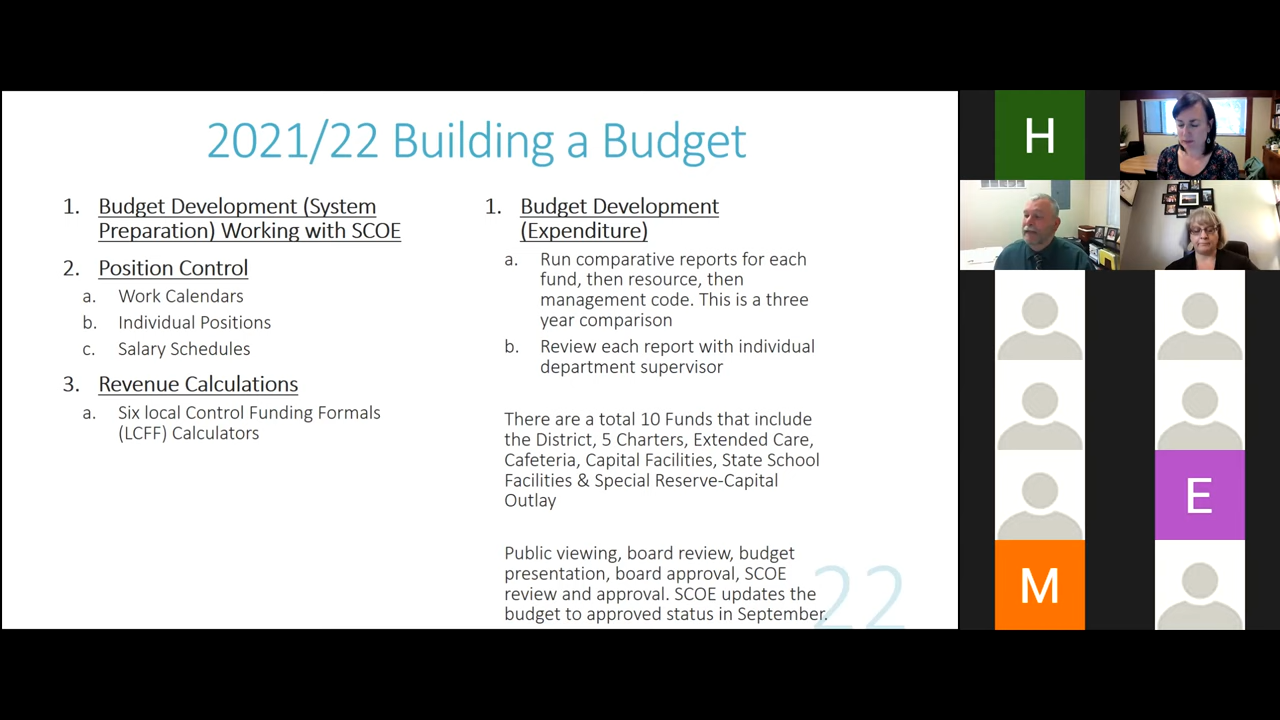 2021/22 Building a Budget
1. Budget Development (System
Preparation) Working with SCOE
2. Position Control
a. Work Calendars
b. Individual Positions
c. Salary Schedules
3. Revenue Calculations
a. Six local Control Funding Formals
(LCFF) Calculators
1. Budget Development
(Expenditure)
a. Run comparative reports for each
fund, then resource, then
management code. This is a three
year comparison
b. Review each report with individual
department supervisor
There are a total 10 Funds that include
the District, 5 Charters, Extended Care,
Cafeteria, Capital Facilities, State School
Facilities & Special Reserve-Capital
Outlay
Public viewing, board review, budget
presentation, board approval, SCOE
review and approval. SCOE updates the
budget to approved status in September.
22
H
E
M